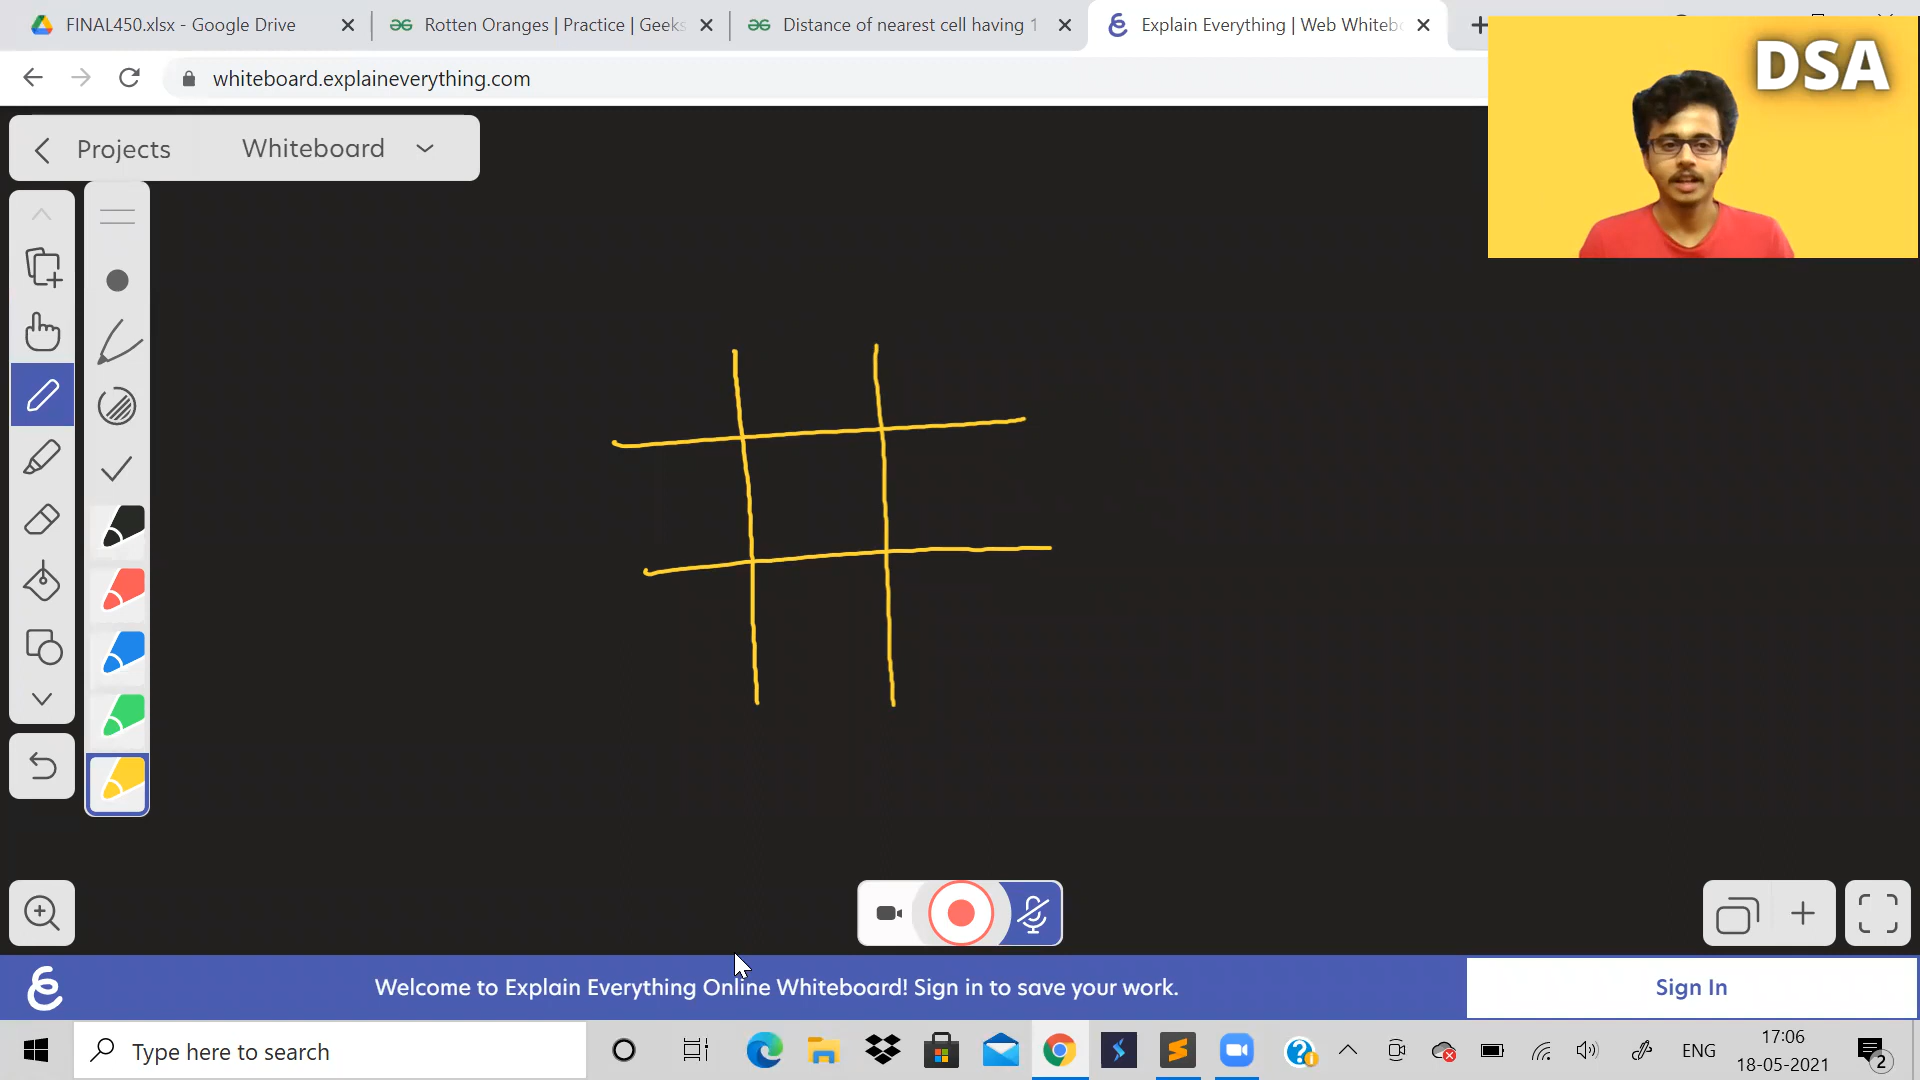 FINAL450.xlsx - Google Drive
Rotten Oranges | Practice | Geeks
Distance of nearest cell having 1
Explain Everything | Web Whitebo
DSA
whiteboard.explaineverything.com
Projects
Whiteboard
Welcome to Explain Everything Online Whiteboard! Sign in to save your work.
Sign In
Type here to search
ENG
17:06
18-05-2021
2